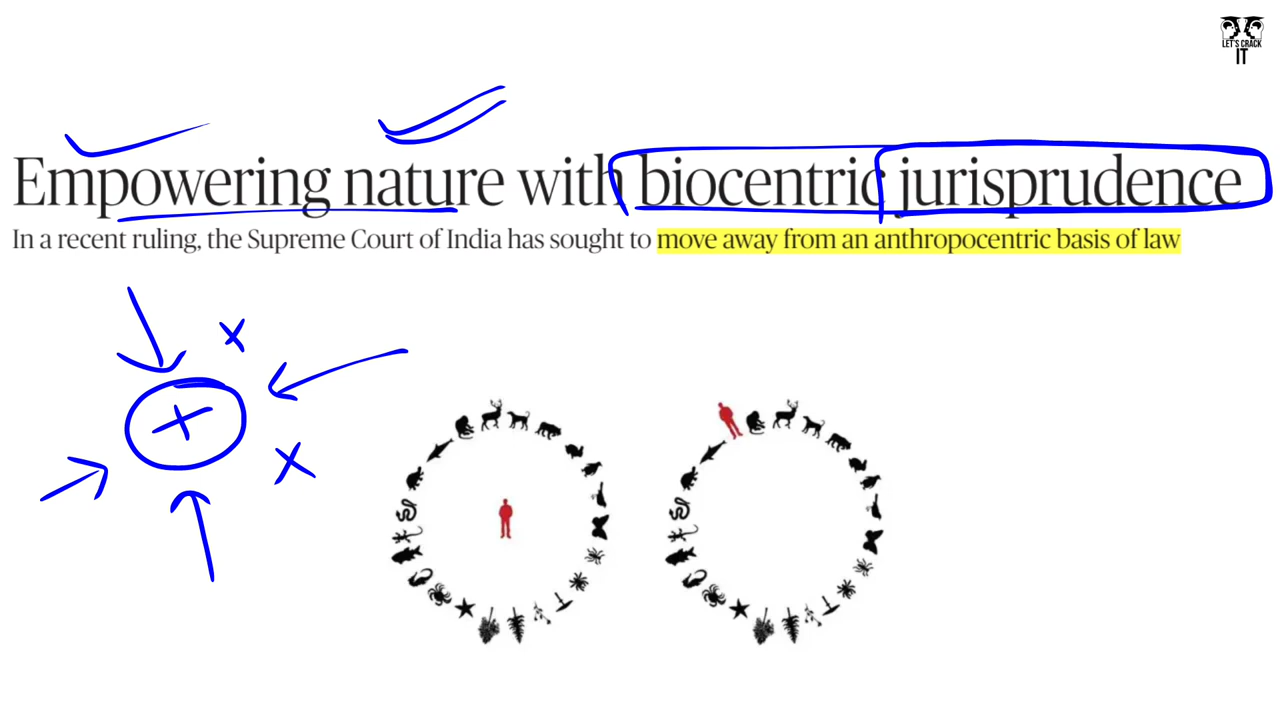 LET'S CRACK
IT
Empowering nature with biocentric jurisprudence
In a recent ruling, the Supreme Court of India has sought to move away from an anthropocentric basis of law